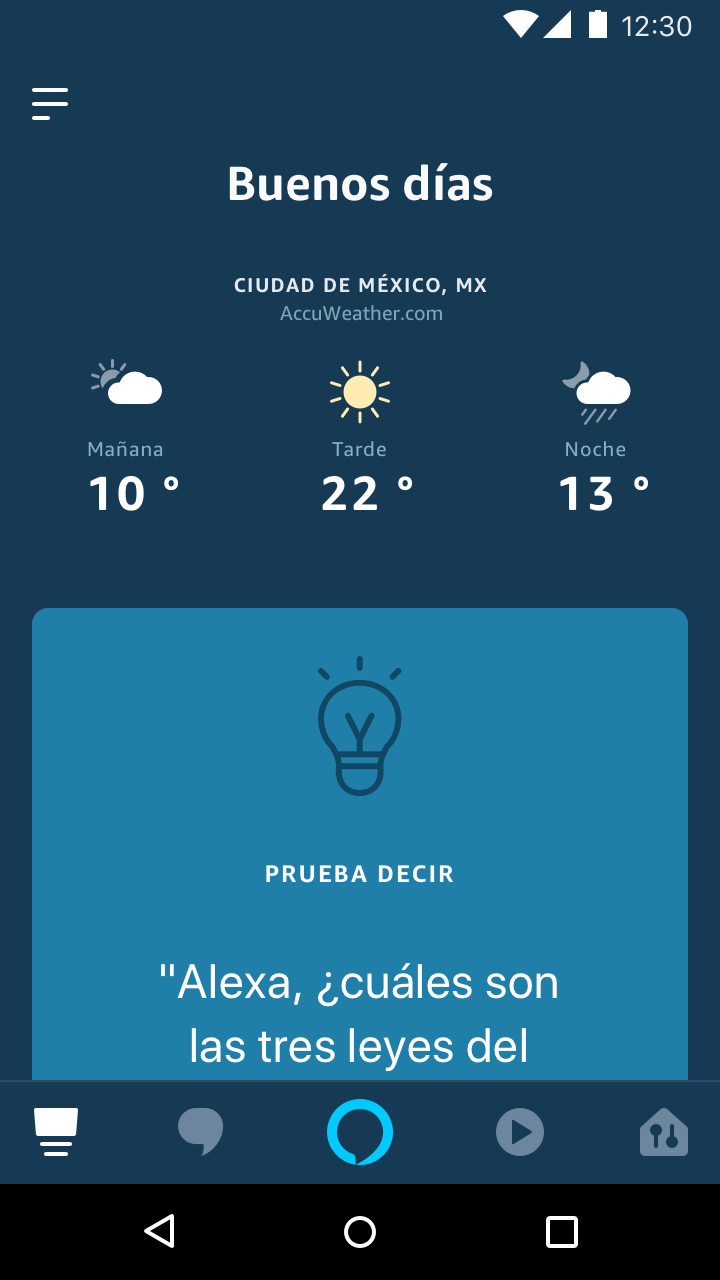 12:30
Buenos días
CIUDAD DE MÉXICO, MX
AccuWeather.com
Mañana Tarde Noche
10 ° 22 ° 13 °
PRUEBA DECIR
"Alexa, ¿cuáles son
las tres leyes del